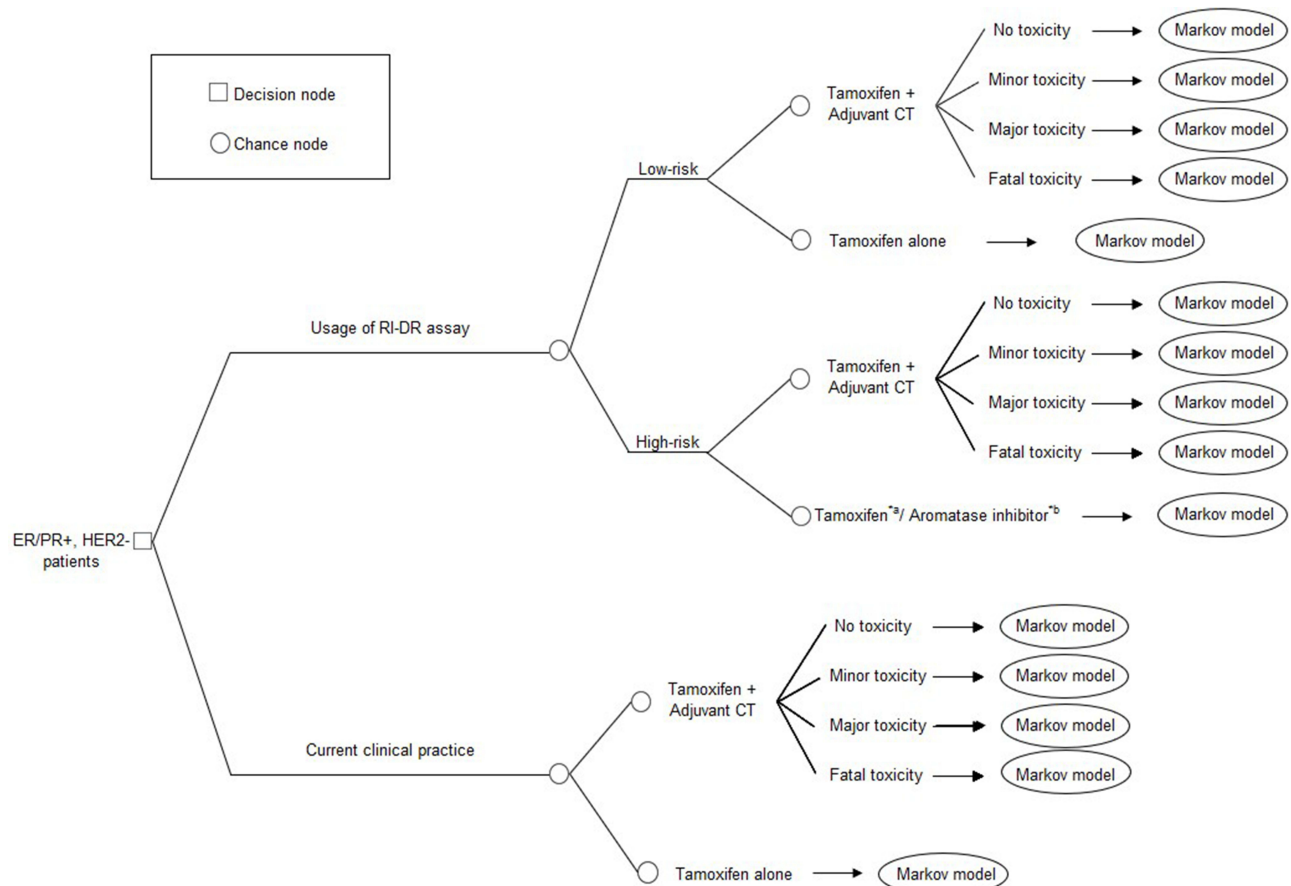 Decision node
Chance node
No toxicity
Markov model
Minor toxicity
Markov model
Tamoxifen +
Adjuvant CT
Major toxicity
Markov model
Fatal toxicity
Markov model
Low-risk
Tamoxifen alone
Markov model
Usage of RI-DR assay
No toxicity
Markov model
Minor toxicity
Markov model
Tamoxifen +
Adjuvant CT
Major toxicity
Markov model
Fatal toxicity
Markov model
High-risk
Tamoxifen*a/ Aromatase inhibitor*b
Markov model
ER/PR+, HER2-
patients
No toxicity
Markov model
Minor toxicity
Markov model
Tamoxifen +
Adjuvant CT
Major toxicity
Markov model
Fatal toxicity
Markov model
Current clinical practice
Tamoxifen alone
Markov model